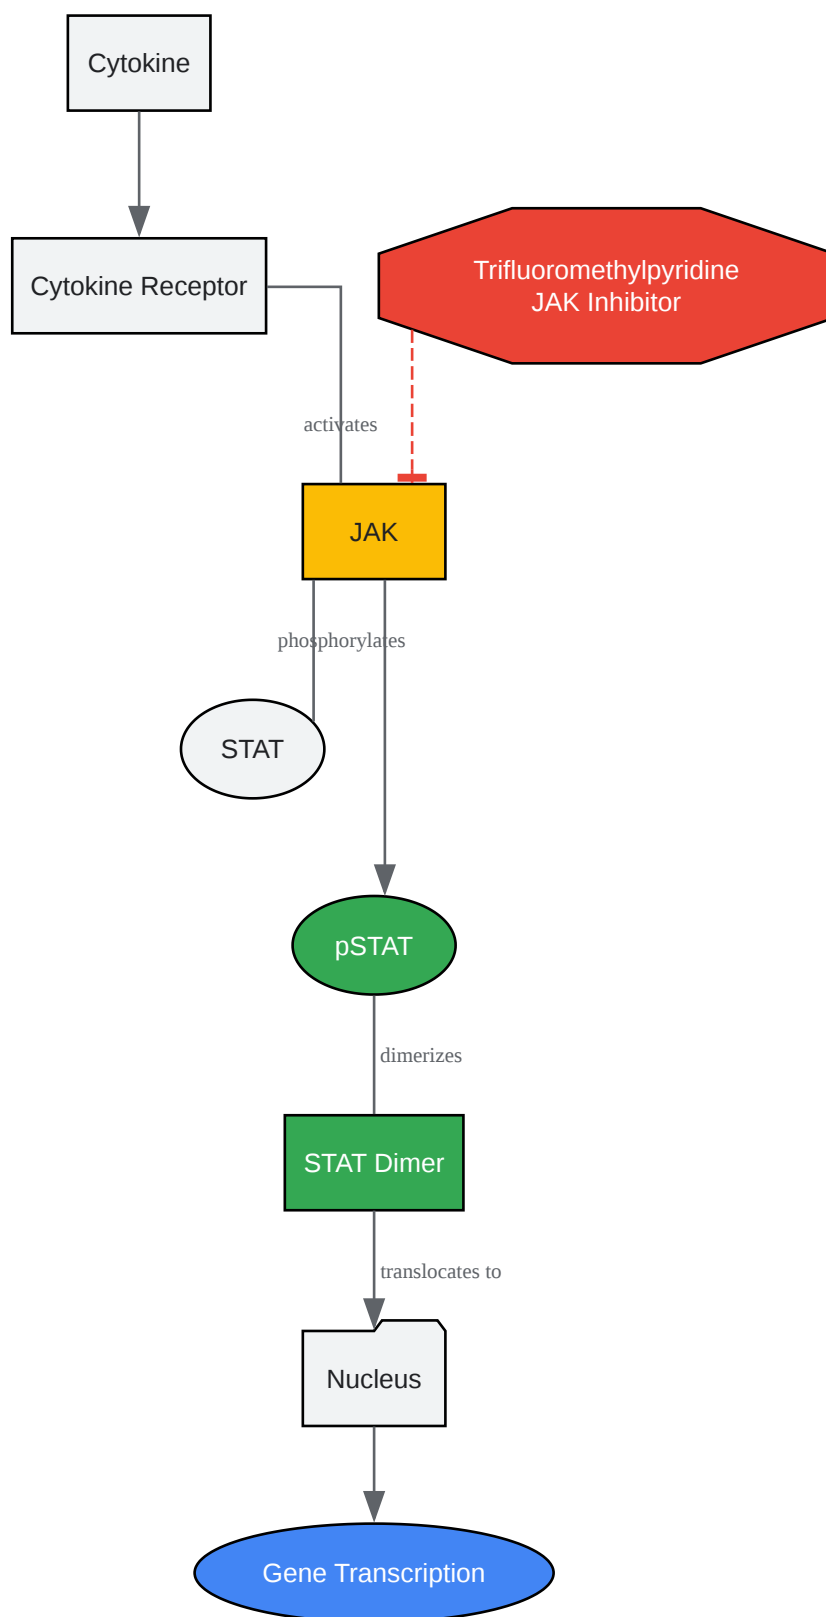 Cytokine
Cytokine Receptor
Trifluoromethylpyridine
JAK Inhibitor
activates
JAK
phosphorylates
STAT
pSTAT
dimerizes
STAT Dimer
translocates to
Nucleus
Gene Transcription